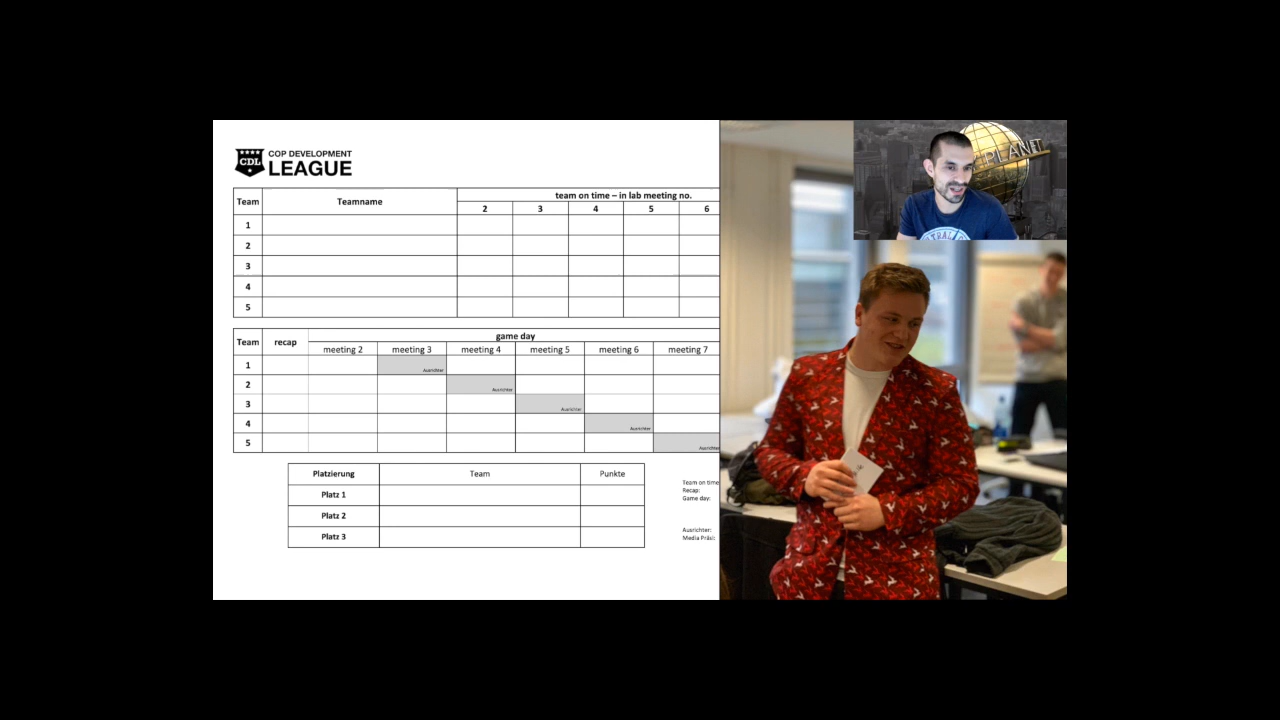 CDL
COP DEVELOPMENT
LEAGUE
Team Teamname team on time – in lab meeting no.
2 3 4 5 6
1
2
3
4
5
Team recap game day
meeting 2 meeting 3 meeting 4 meeting 5 meeting 6 meeting 7
1 Ausrichter
2 Ausrichter
3 Ausrichter
4 Ausrichter
5 Ausrichter
Platzierung Team Punkte
Platz 1
Platz 2
Platz 3
Team on time
Recap:
Game day:
Ausrichter:
Media Präsi:
PLANET